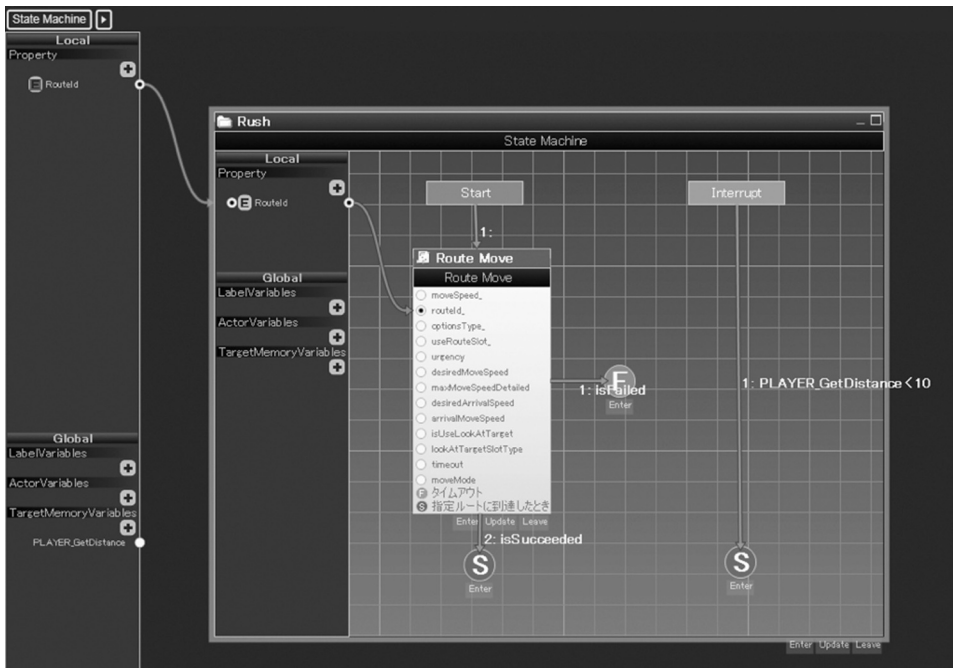 State Machine
Local
Property
RouteId
Global
LabelVariables
ActorVariables
TargetMemoryVariables
PLAYER_GetDistance
Rush
State Machine
Local
Property
E RouteId
Global
LabelVariables
ActorVariables
TargetMemoryVariables
Start
1:
Route Move
Route Move
moveSpeed_
routeId_
optionsType_
useRouteSlot_
urgency
desiredMoveSpeed
maxMoveSpeedDetailed
desiredArrivalSpeed
arrivalMoveSpeed
isUseLookAtTarget
lookAtTargetSlotType
timeout
moveMode
F タイムアウト
S 指定ルートに到達したとき
Enter Update Leave
1: isFailed
F
Enter
2: isSucceeded
S
Enter
Interrupt
1: PLAYER_GetDistance<10
S
Enter
Enter Update Leave